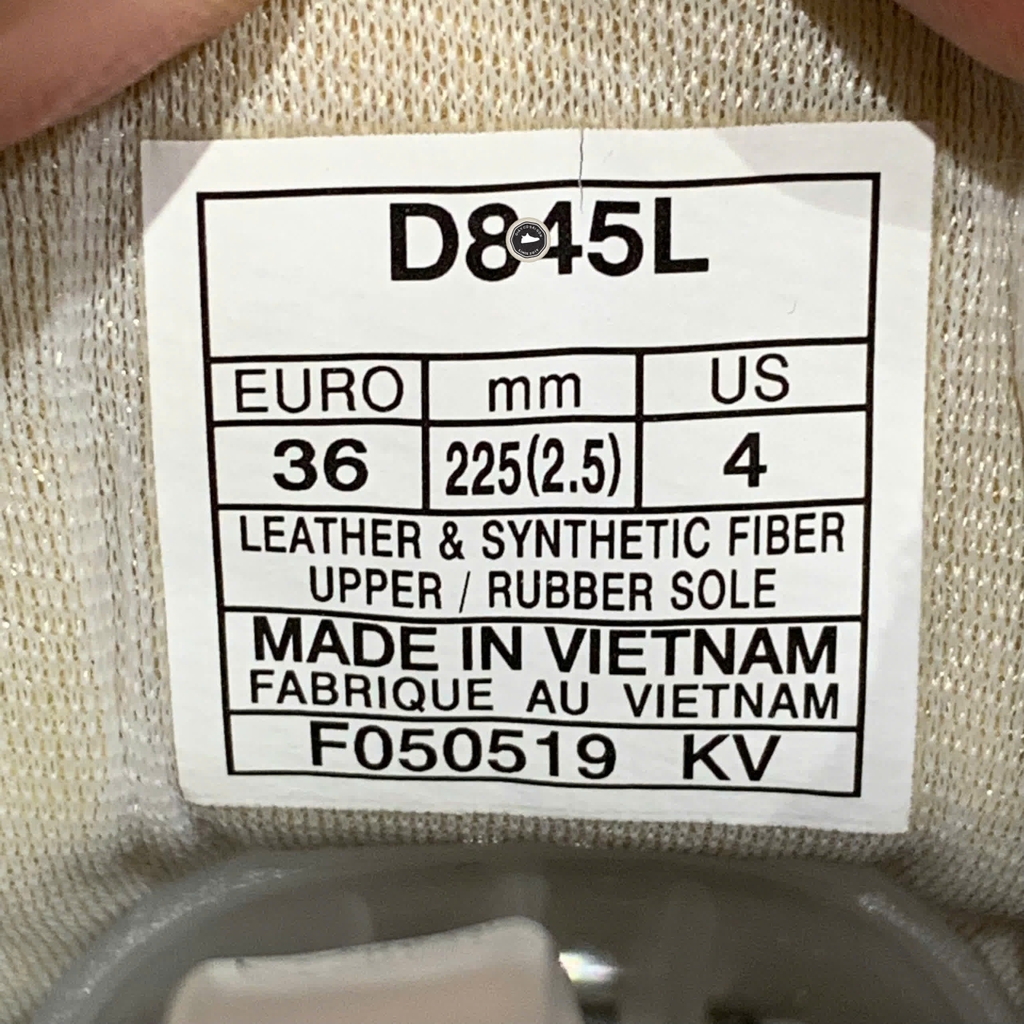 D845L
EURO mm US
36 225(2.5) 4
LEATHER & SYNTHETIC FIBER
UPPER / RUBBER SOLE
MADE IN VIETNAM
FABRIQUE AU VIETNAM
F050519 KV